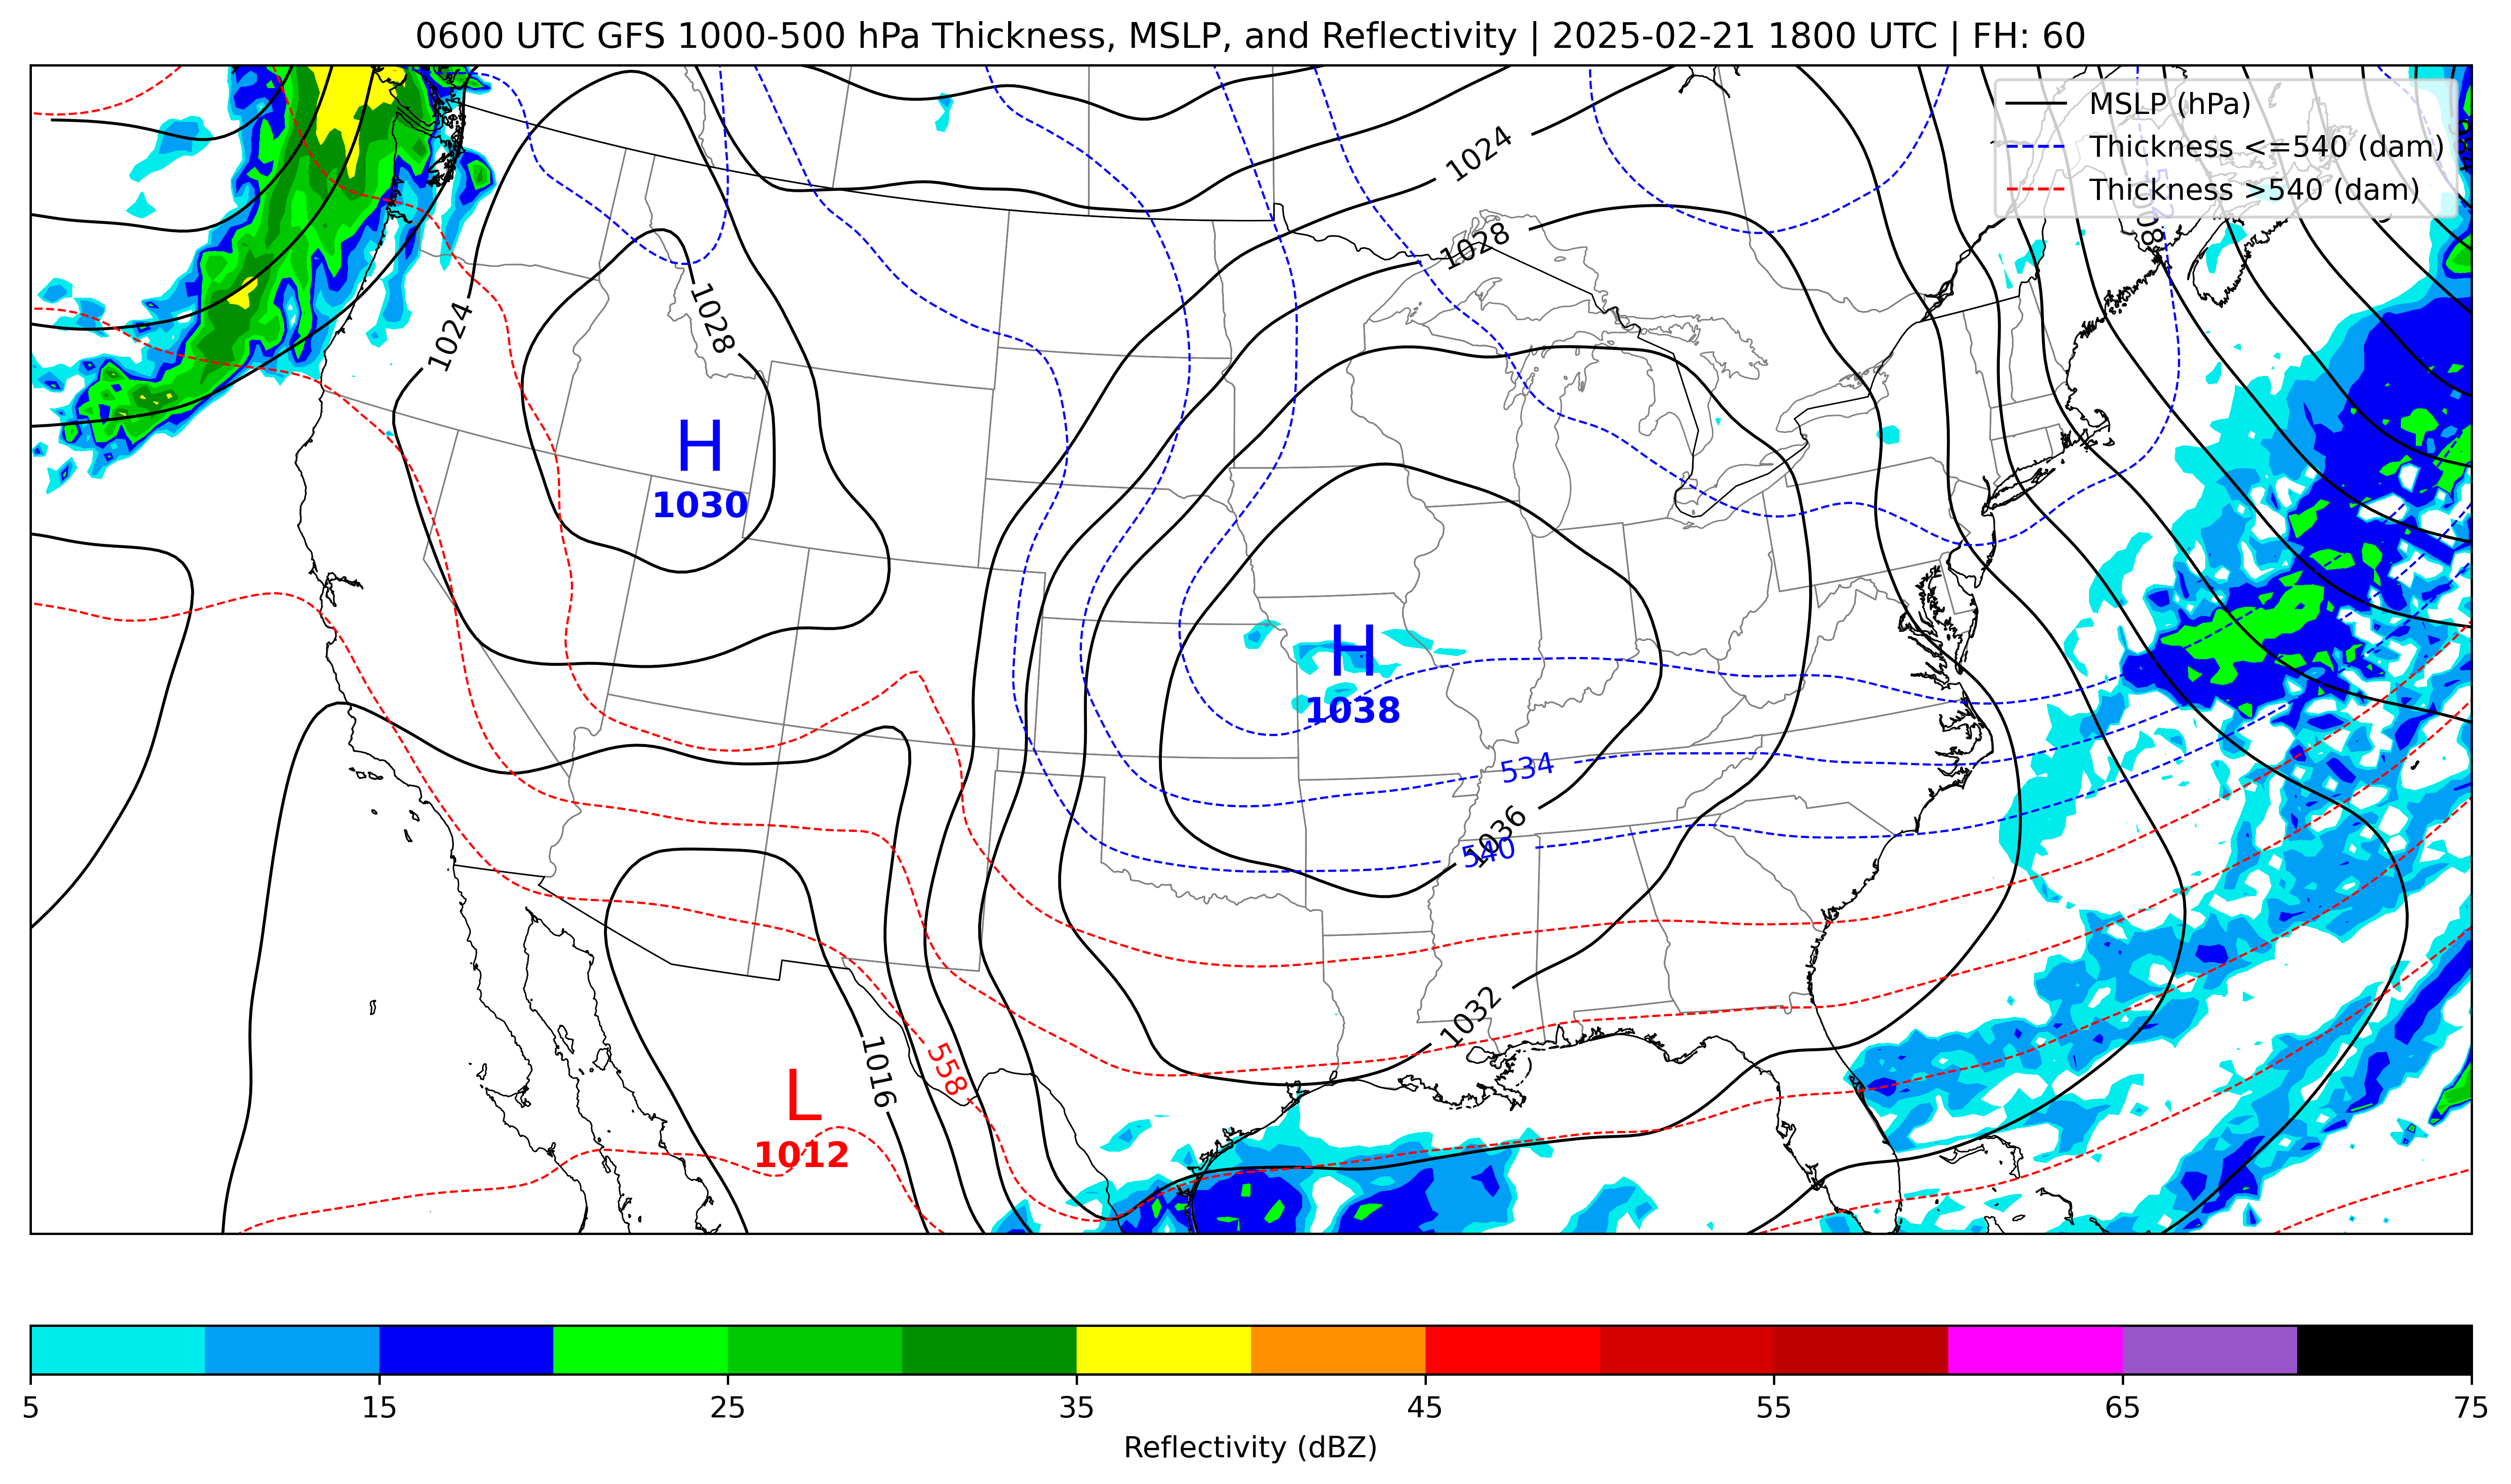 0600 UTC GFS 1000-500 hPa Thickness, MSLP, and Reflectivity | 2025-02-21 1800 UTC | FH: 60
MSLP (hPa)
Thickness <=540 (dam)
Thickness >540 (dam)
1024
1028
1024
1028
H
1030
H
1038
534
1036
540
1032
1016
558
L
1012
5 15 25 35 45 55 65 75
Reflectivity (dBZ)